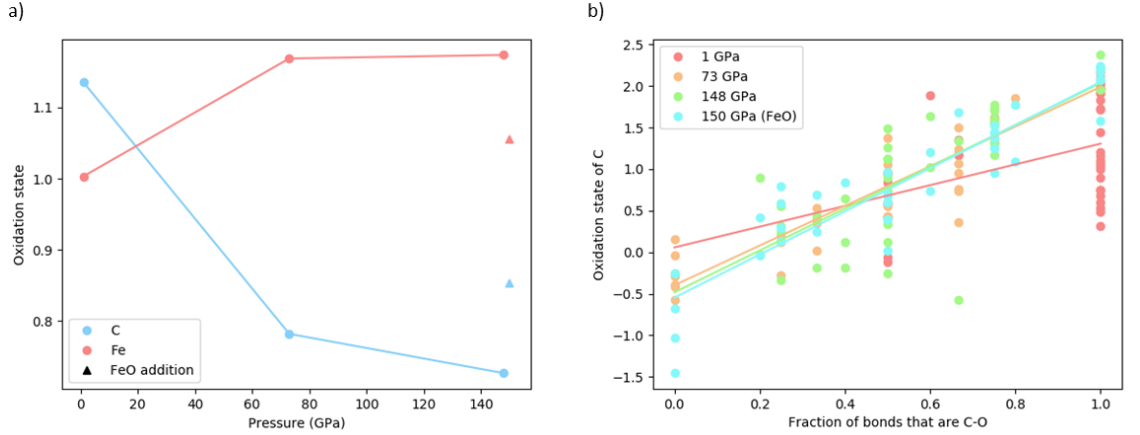 a)
b)
Oxidation state
1.1
1.0
0.9
0.8
C
Fe
FeO addition
0
20
40
60
80
100
120
140
Pressure (GPa)
Oxidation state of C
2.5
2.0
1.5
1.0
0.5
0.0
−0.5
−1.0
−1.5
1 GPa
73 GPa
148 GPa
150 GPa (FeO)
0.0
0.2
0.4
0.6
0.8
1.0
Fraction of bonds that are C-O